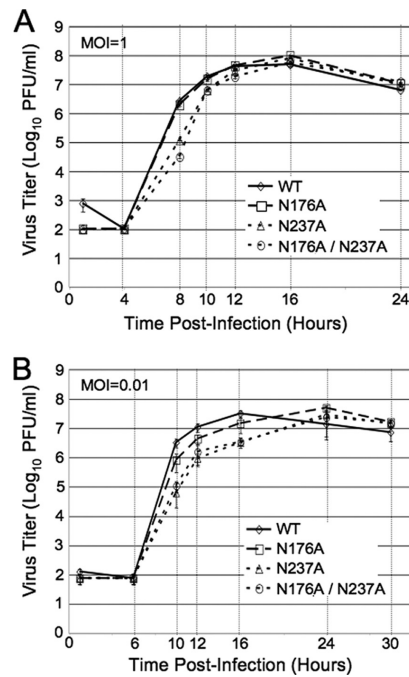 A
MOI=1
Virus Titer (Log10 PFU/ml)
9
8
7
6
5
4
3
2
1
0
WT
N176A
N237A
N176A / N237A
0 4 8 10 12 16 24
Time Post-Infection (Hours)
B
MOI=0.01
Virus Titer (Log10 PFU/ml)
9
8
7
6
5
4
3
2
1
0
WT
N176A
N237A
N176A / N237A
0 6 10 12 16 24 30
Time Post-Infection (Hours)